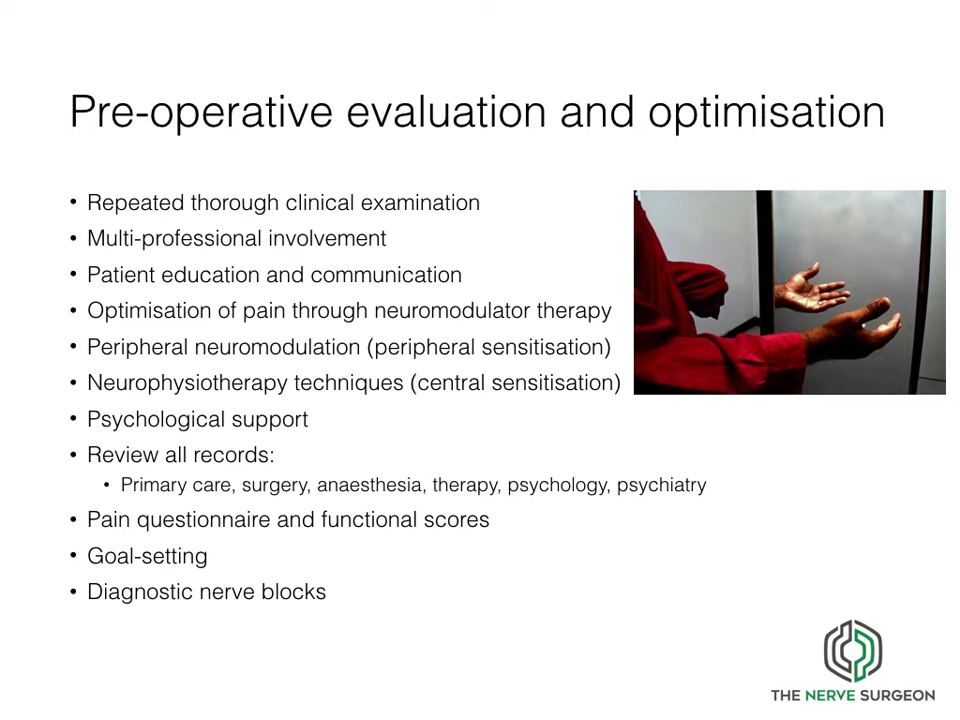 Pre-operative evaluation and optimisation
• Repeated thorough clinical examination
• Multi-professional involvement
• Patient education and communication
• Optimisation of pain through neuromodulator therapy
• Peripheral neuromodulation (peripheral sensitisation)
• Neurophysiotherapy techniques (central sensitisation)
• Psychological support
• Review all records:
• Primary care, surgery, anaesthesia, therapy, psychology, psychiatry
• Pain questionnaire and functional scores
• Goal-setting
• Diagnostic nerve blocks
THE NERVE SURGEON